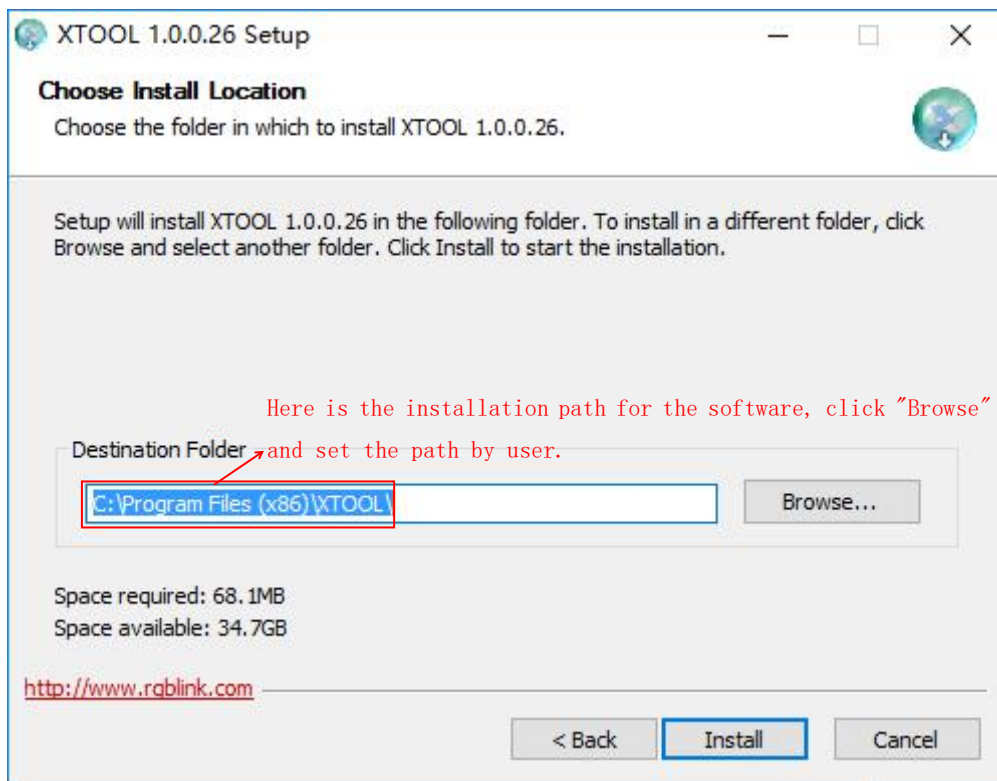 XTOOL 1.0.0.26 Setup
Choose Install Location
Choose the folder in which to install XTOOL 1.0.0.26.
Setup will install XTOOL 1.0.0.26 in the following folder. To install in a different folder, click
Browse and select another folder. Click Install to start the installation.
Here is the installation path for the software, click "Browse"
and set the path by user.
Destination Folder
C:\Program Files (x86)\XTOOL\
Browse...
Space required: 68.1MB
Space available: 34.7GB
http://www.rgblink.com
< Back
Install
Cancel